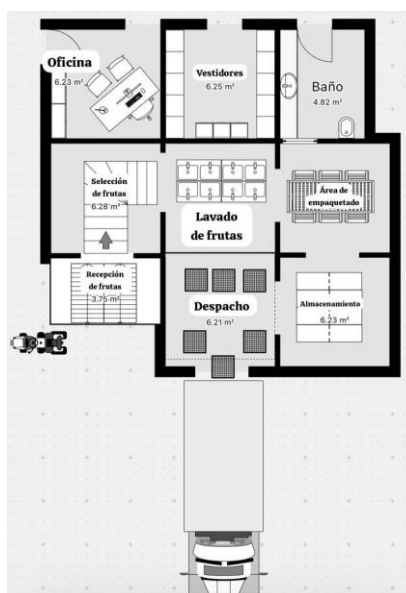 Oficina
6.23 m²
Vestidores
6.25 m²
Baño
4.82 m²
Selección
de frutas
6.28 m²
Lavado
de frutas
Área de
empaquetado
Recepción
de frutas
3.75 m²
Despacho
6.21 m²
Almacenamiento
6.23 m²